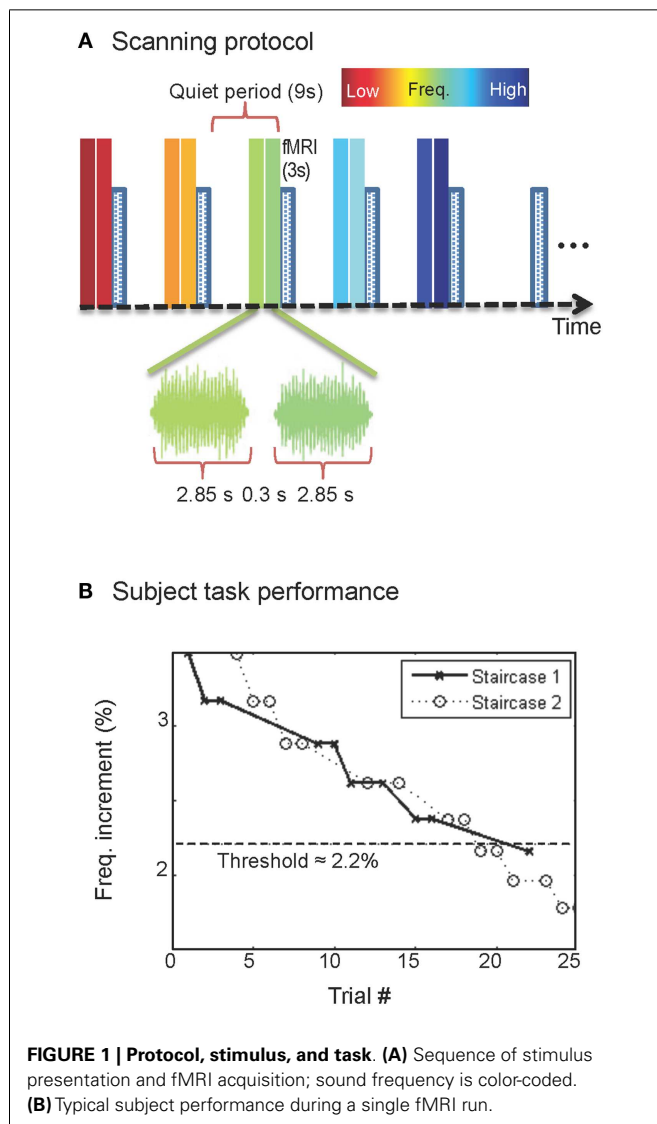 A Scanning protocol
Quiet period (9s)
Low Freq. High
fMRI
(3s)
...
Time
2.85 s 0.3 s 2.85 s
B Subject task performance
Freq. increment (%)
3
2
Staircase 1
Staircase 2
Threshold ≈ 2.2%
0 5 10 15 20 25
Trial #
FIGURE 1 | Protocol, stimulus, and task. (A) Sequence of stimulus
presentation and fMRI acquisition; sound frequency is color-coded.
(B) Typical subject performance during a single fMRI run.